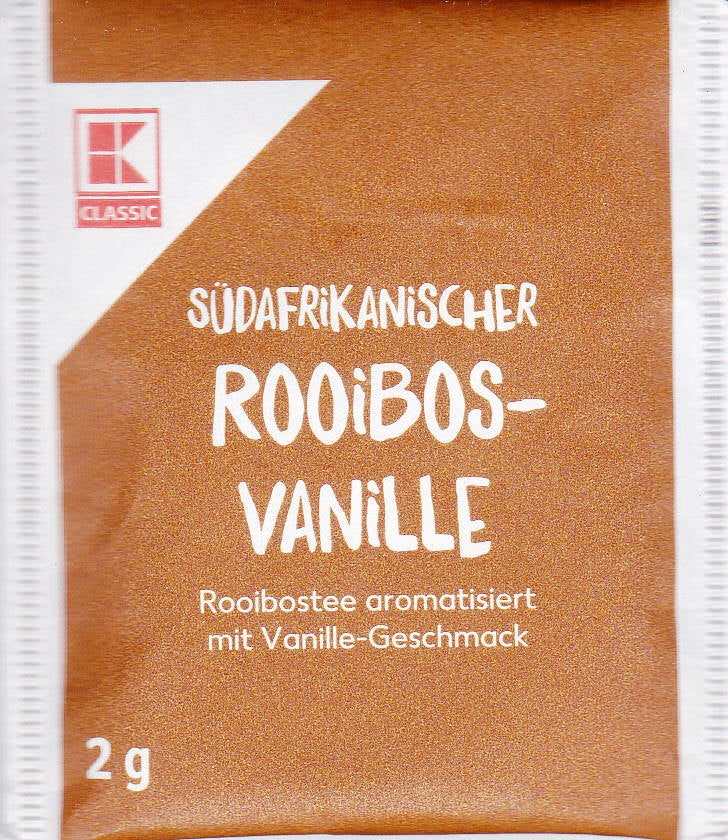 K
CLASSIC
SÜDAFRiKANiSCHER
ROOiBOS-
VANiLLE
Rooibostee aromatisiert
mit Vanille-Geschmack
2 g